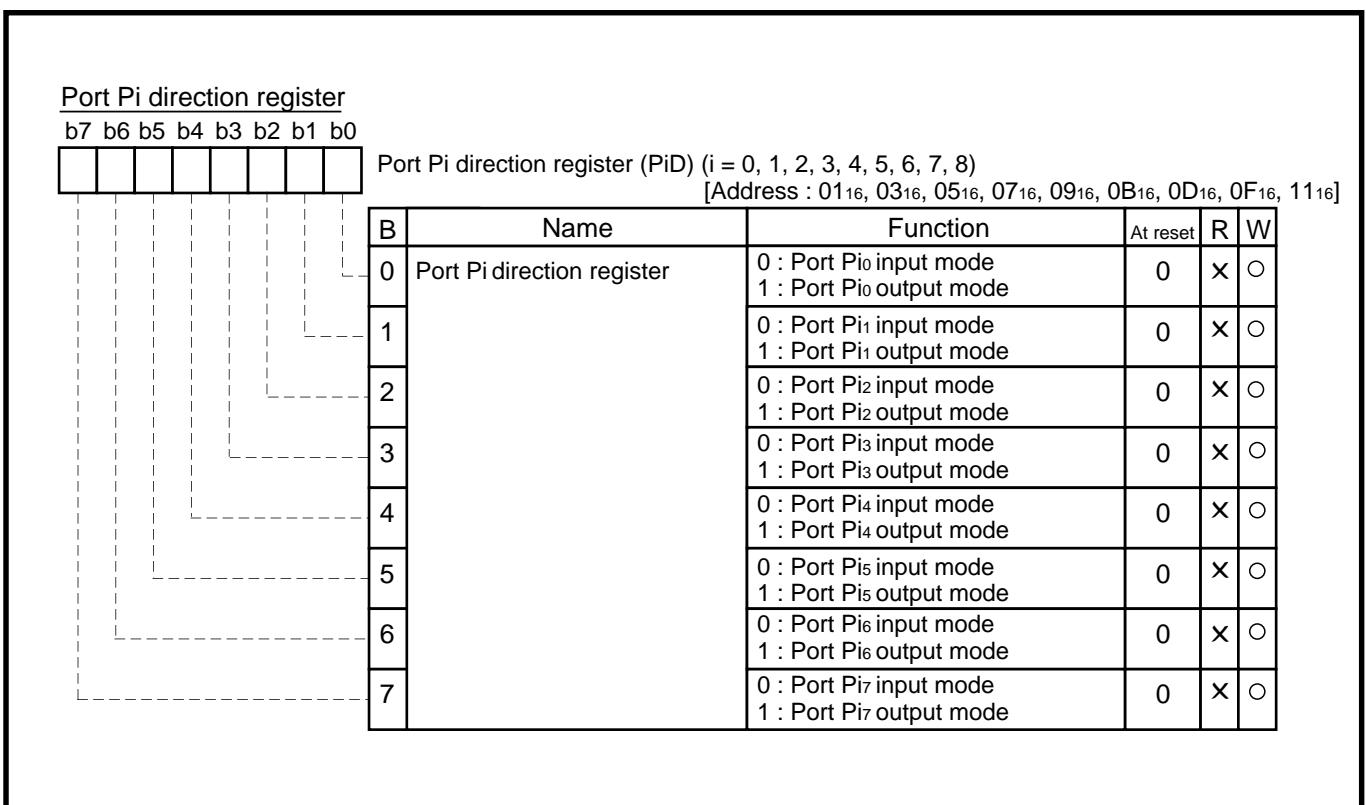 Port Pi direction register
b7 b6 b5 b4 b3 b2 b1 b0
Port Pi direction register (PiD) (i = 0, 1, 2, 3, 4, 5, 6, 7, 8)
[Address : 01₁₆, 03₁₆, 05₁₆, 07₁₆, 09₁₆, 0B₁₆, 0D₁₆, 0F₁₆, 11₁₆]
B Name Function At reset R W
0 Port Pi direction register 0 : Port Pi₀ input mode 0 × ○
1 : Port Pi₀ output mode
1 0 : Port Pi₁ input mode 0 × ○
1 : Port Pi₁ output mode
2 0 : Port Pi₂ input mode 0 × ○
1 : Port Pi₂ output mode
3 0 : Port Pi₃ input mode 0 × ○
1 : Port Pi₃ output mode
4 0 : Port Pi₄ input mode 0 × ○
1 : Port Pi₄ output mode
5 0 : Port Pi₅ input mode 0 × ○
1 : Port Pi₅ output mode
6 0 : Port Pi₆ input mode 0 × ○
1 : Port Pi₆ output mode
7 0 : Port Pi₇ input mode 0 × ○
1 : Port Pi₇ output mode